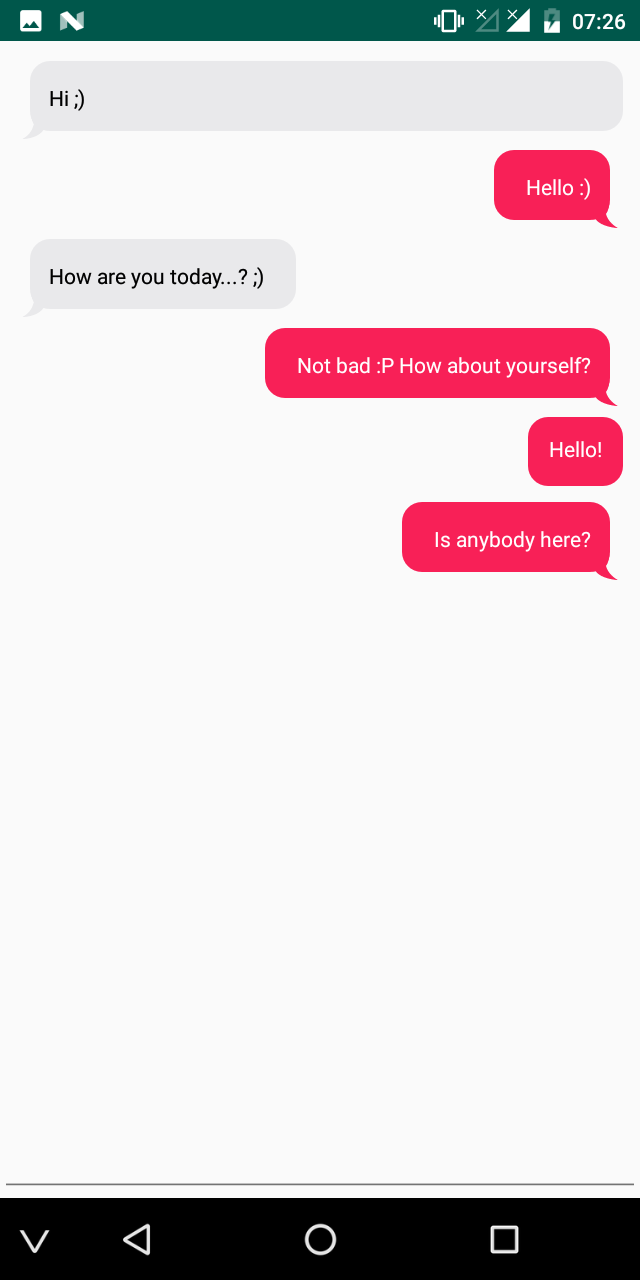 07:26
Hi ;)
Hello :)
How are you today...? ;)
Not bad :P How about yourself?
Hello!
Is anybody here?